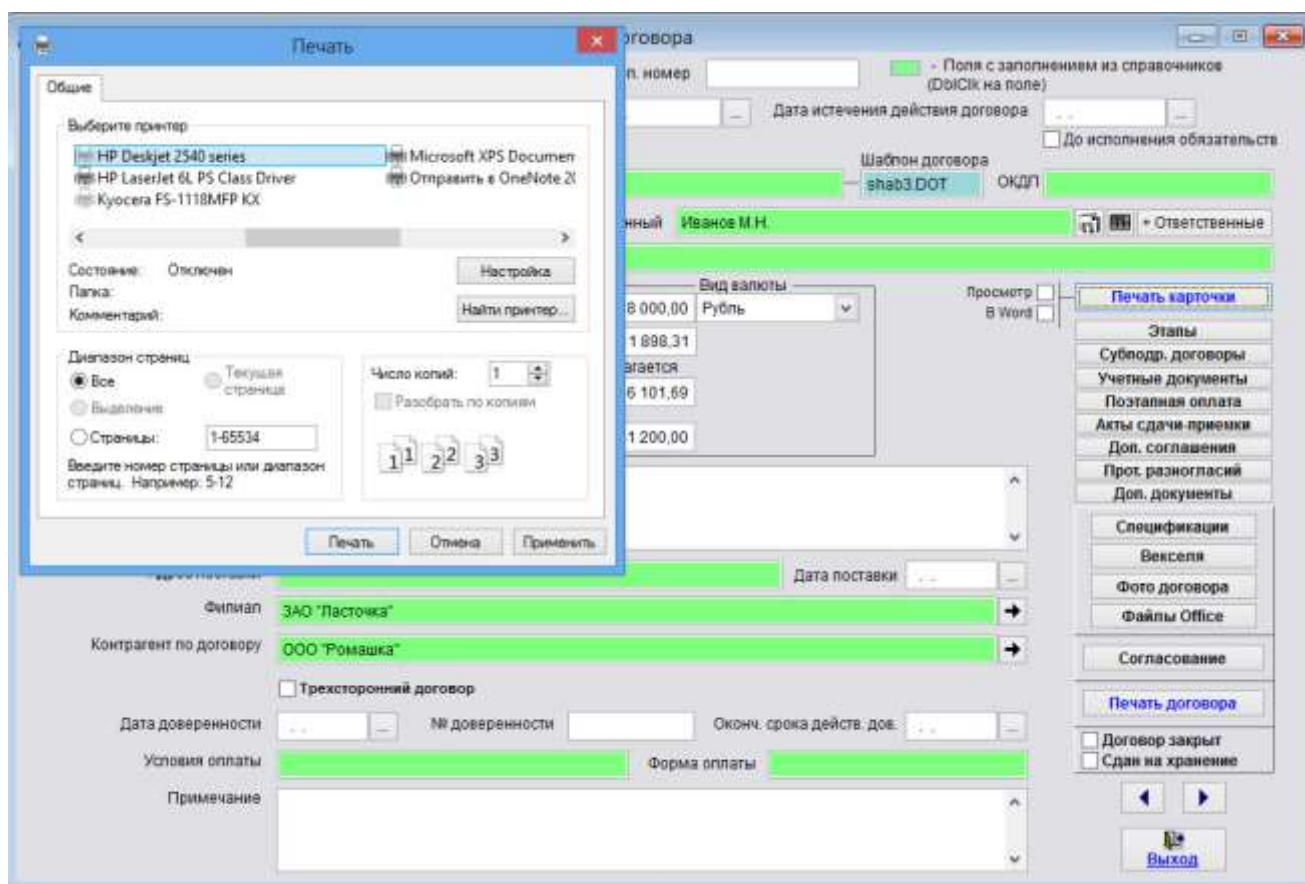 Печать
Общие
Выберите принтер
HP Deskjet 2540 series
Microsoft XPS Documen
HP LaserJet 6L PS Class Driver
Отправить в OneNote 20
Kyocera FS-1118MFP KX
Состояние: Отключен
Настройка
Папка:
Комментарий:
Найти принтер...
Диапазон страниц
Все
Текущая страница
Выделение
Страницы: 1-65534
Введите номер страницы или диапазон
страниц. Например: 5-12
Число копий: 1
Разобрать по копиям
11 22 33
Печать Отмена Применить
оговора
п. номер
- Поля с заполнением из справочников
(DblClk на поле)
... Дата истечения действия договора . . ...
До исполнения обязательств
Шаблон договора
shab3.DOT ОКДП
нный Иванов М.Н.
+ Ответственные
Вид валюты
8 000,00 Рубль
1 898,31
агается
6 101,69
1 200,00
Просмотр
В Word
Печать карточки
Этапы
Субподр. договоры
Учетные документы
Поэтапная оплата
Акты сдачи-приемки
Доп. соглашения
Прот. разногласий
Доп. документы
Спецификации
Векселя
Фото договора
Файлы Office
Согласование
Печать договора
Договор закрыт
Сдан на хранение
Выход
Дата поставки . . ...
Филиал ЗАО "Ласточка"
Контрагент по договору ООО "Ромашка"
Трехсторонний договор
Дата доверенности . . ... № доверенности Оконч. срока действ. дов. . . ...
Условия оплаты Форма оплаты
Примечание